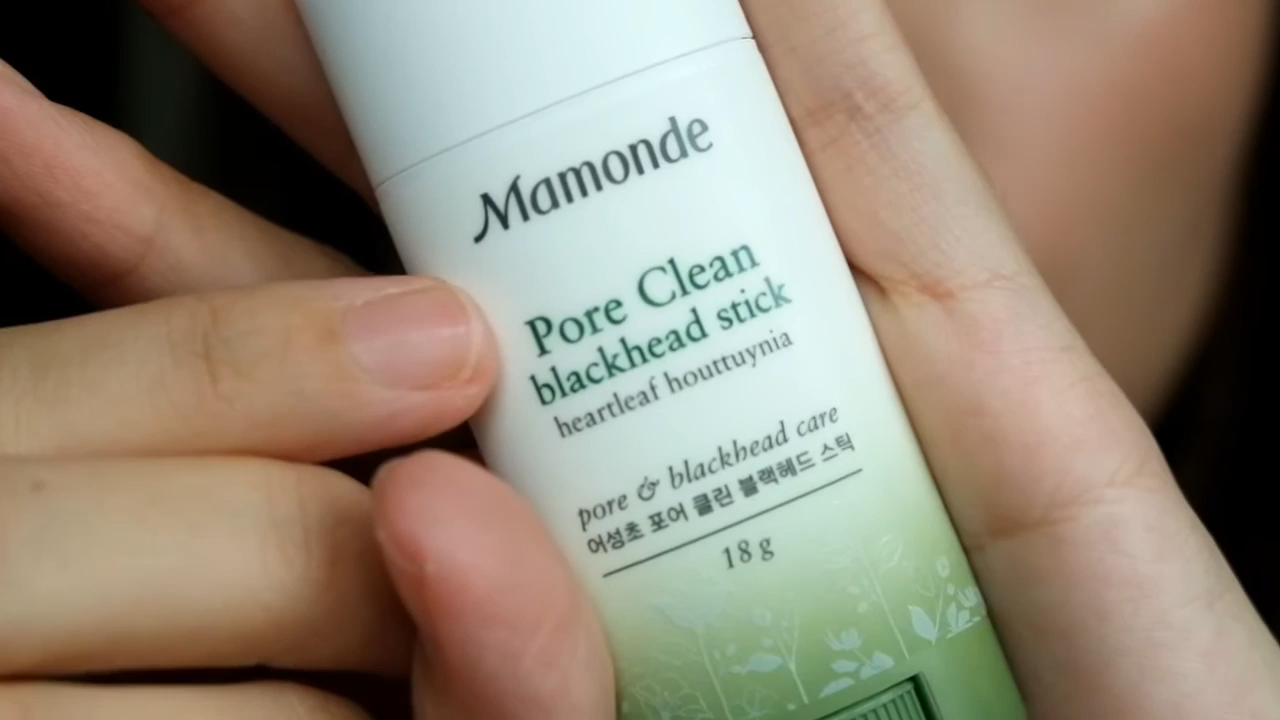 Mamonde
Pore Clean
blackhead stick
heartleaf houttuynia
pore & blackhead care
어성초 포어 클린 블랙헤드 스틱
18 g